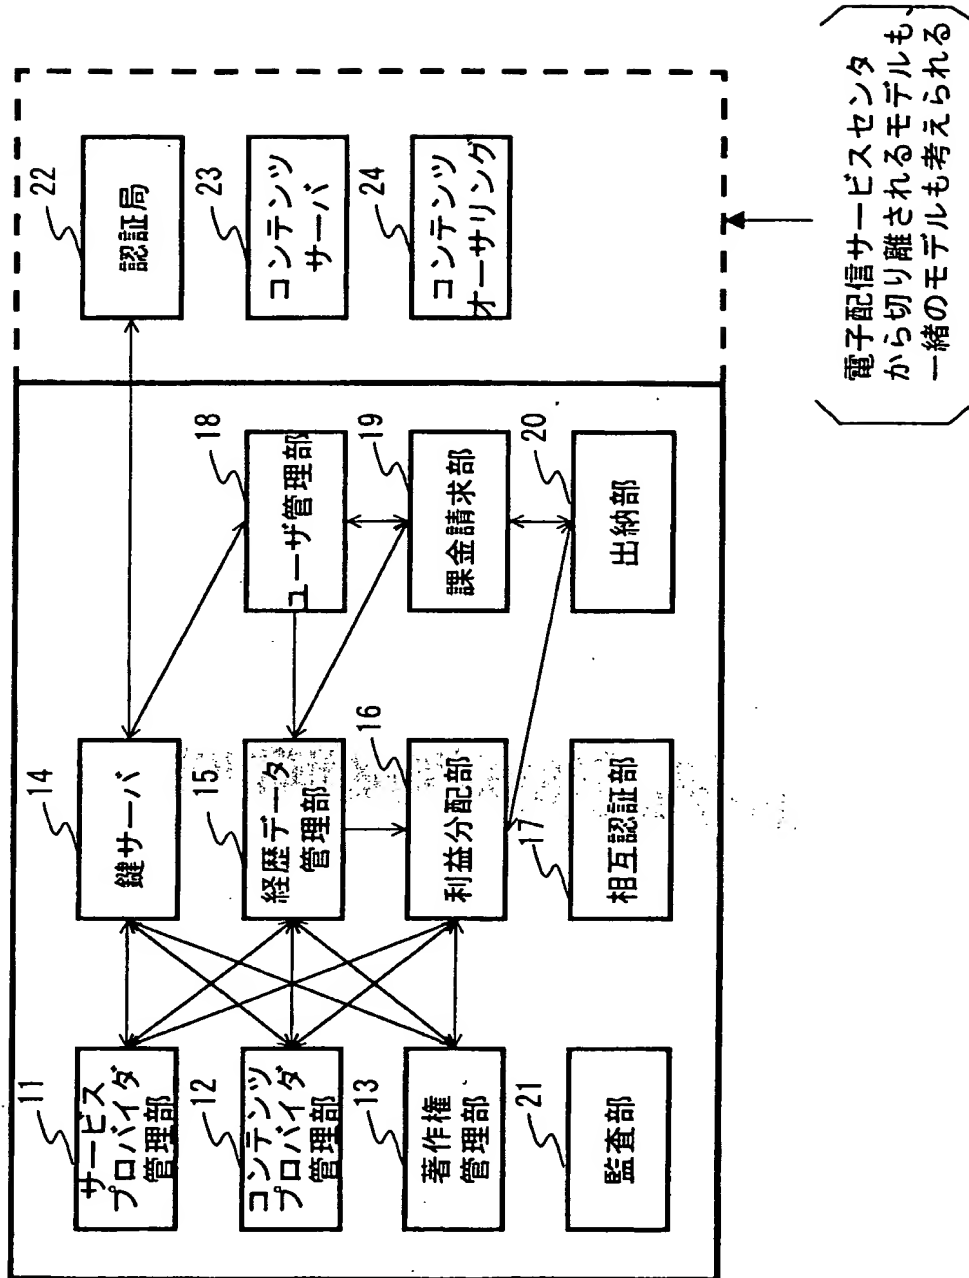 11
サービス
プロバイダ
管理部
12
コンテンツ
プロバイダ
管理部
13
著作権
管理部
21
監査部
14
鍵サーバ
15
経歴データ
管理部
16
利益分配部
17
相互認証部
18
ユーザ管理部
19
課金請求部
20
出納部
22
認証局
23
コンテンツ
サーバ
24
コンテンツ
オーサリング
電子配信サービスセンタ
から切り離されるモデルも、
一緒のモデルも考えられる